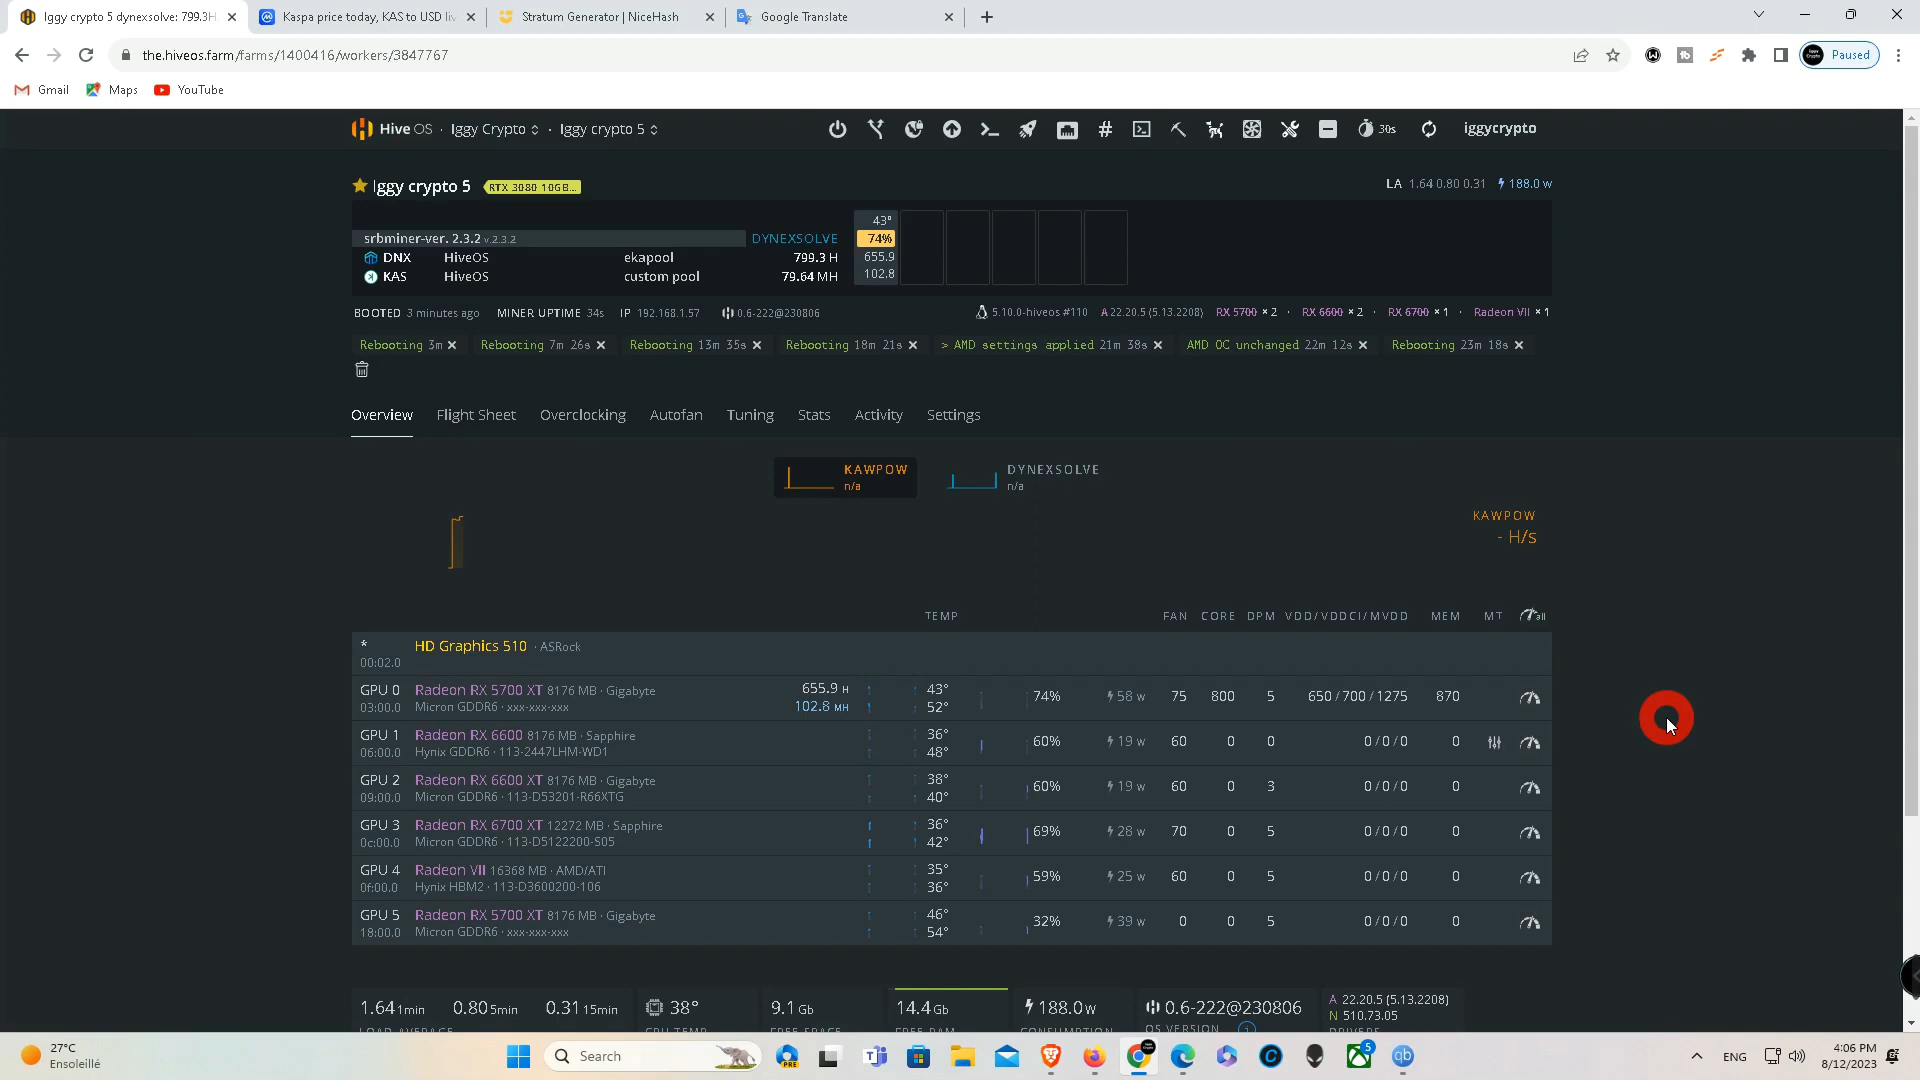 Iggy crypto 5 dynexsolve: 799.3H
Kaspa price today, KAS to USD liv
Stratum Generator | NiceHash
Google Translate
the.hiveos.farm/farms/1400416/workers/3847767
Paused
Gmail
Maps
YouTube
Hive OS · Iggy Crypto · Iggy crypto 5
30s
iggycrypto
Iggy crypto 5
RTX 3080 10GB...
LA 1.64 0.80 0.31 188.0 w
43°
srbminer-ver. 2.3.2 v.2.3.2 DYNEXSOLVE 74%
DNX HiveOS ekapool 799.3 H 655.9
KAS HiveOS custom pool 79.64 MH 102.8
BOOTED 3 minutes ago MINER UPTIME 34s IP 192.168.1.57 0.6-222@230806 5.10.0-hiveos #110 A 22.20.5 (5.13.2208) RX 5700 × 2 · RX 6600 × 2 · RX 6700 × 1 · Radeon VII × 1
Rebooting 3m Rebooting 7m 26s Rebooting 13m 35s Rebooting 18m 21s > AMD settings applied 21m 38s AMD OC unchanged 22m 12s Rebooting 23m 18s
Overview Flight Sheet Overclocking Autofan Tuning Stats Activity Settings
KAWPOW DYNEXSOLVE
n/a n/a
KAWPOW
- H/s
TEMP FAN CORE DPM VDD/VDDCI/MVDD MEM MT all
* HD Graphics 510 · ASRock
00:02.0
GPU 0 Radeon RX 5700 XT 8176 MB · Gigabyte 655.9 H 43° 74% 58 w 75 800 5 650 / 700 / 1275 870
03:00.0 Micron GDDR6 · xxx-xxx-xxx 102.8 MH 52°
GPU 1 Radeon RX 6600 8176 MB · Sapphire 36° 60% 19 w 60 0 0 0 / 0 / 0 0
06:00.0 Hynix GDDR6 · 113-2447LHM-WD1 48°
GPU 2 Radeon RX 6600 XT 8176 MB · Gigabyte 38° 60% 19 w 60 0 3 0 / 0 / 0 0
09:00.0 Micron GDDR6 · 113-D53201-R66XTG 40°
GPU 3 Radeon RX 6700 XT 12272 MB · Sapphire 36° 69% 28 w 70 0 5 0 / 0 / 0 0
0c:00.0 Micron GDDR6 · 113-D5122200-S05 42°
GPU 4 Radeon VII 16368 MB · AMD/ATI 35° 59% 25 w 60 0 5 0 / 0 / 0 0
0f:00.0 Hynix HBM2 · 113-D3600200-106 36°
GPU 5 Radeon RX 5700 XT 8176 MB · Gigabyte 46° 32% 39 w 0 0 5 0 / 0 / 0 0
18:00.0 Micron GDDR6 · xxx-xxx-xxx 54°
1.64 1min 0.80 5min 0.31 15min 38° 9.1 Gb 14.4 Gb 188.0 w 0.6-222@230806 A 22.20.5 (5.13.2208)
N 510.73.05
LOAD AVERAGE CPU TEMP FREE SPACE FREE RAM CONSUMPTION OS VERSION DRIVERS
27°C
Ensoleillé
Search
PRE
5
qb
ENG
4:06 PM
8/12/2023